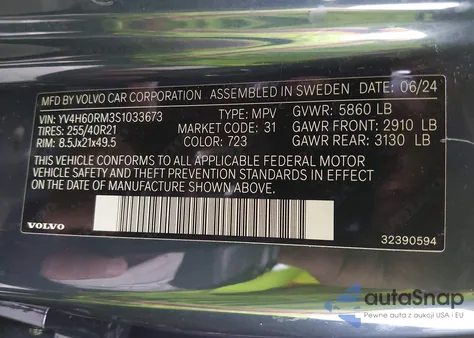 MFD BY VOLVO CAR CORPORATION ASSEMBLED IN SWEDEN DATE: 06/24
VIN: YV4H60RM3S1033673 TYPE: MPV GVWR: 5860 LB
TIRES: 255/40R21 MARKET CODE: 31 GAWR FRONT: 2910 LB
RIM: 8.5Jx21x49.5 COLOR: 723 GAWR REAR: 3130 LB
THIS VEHICLE CONFORMS TO ALL APPLICABLE FEDERAL MOTOR
VEHICLE SAFETY AND THEFT PREVENTION STANDARDS IN EFFECT
ON THE DATE OF MANUFACTURE SHOWN ABOVE.
VOLVO
32390594
autoSnap
Pewne auta z aukcji USA i EU